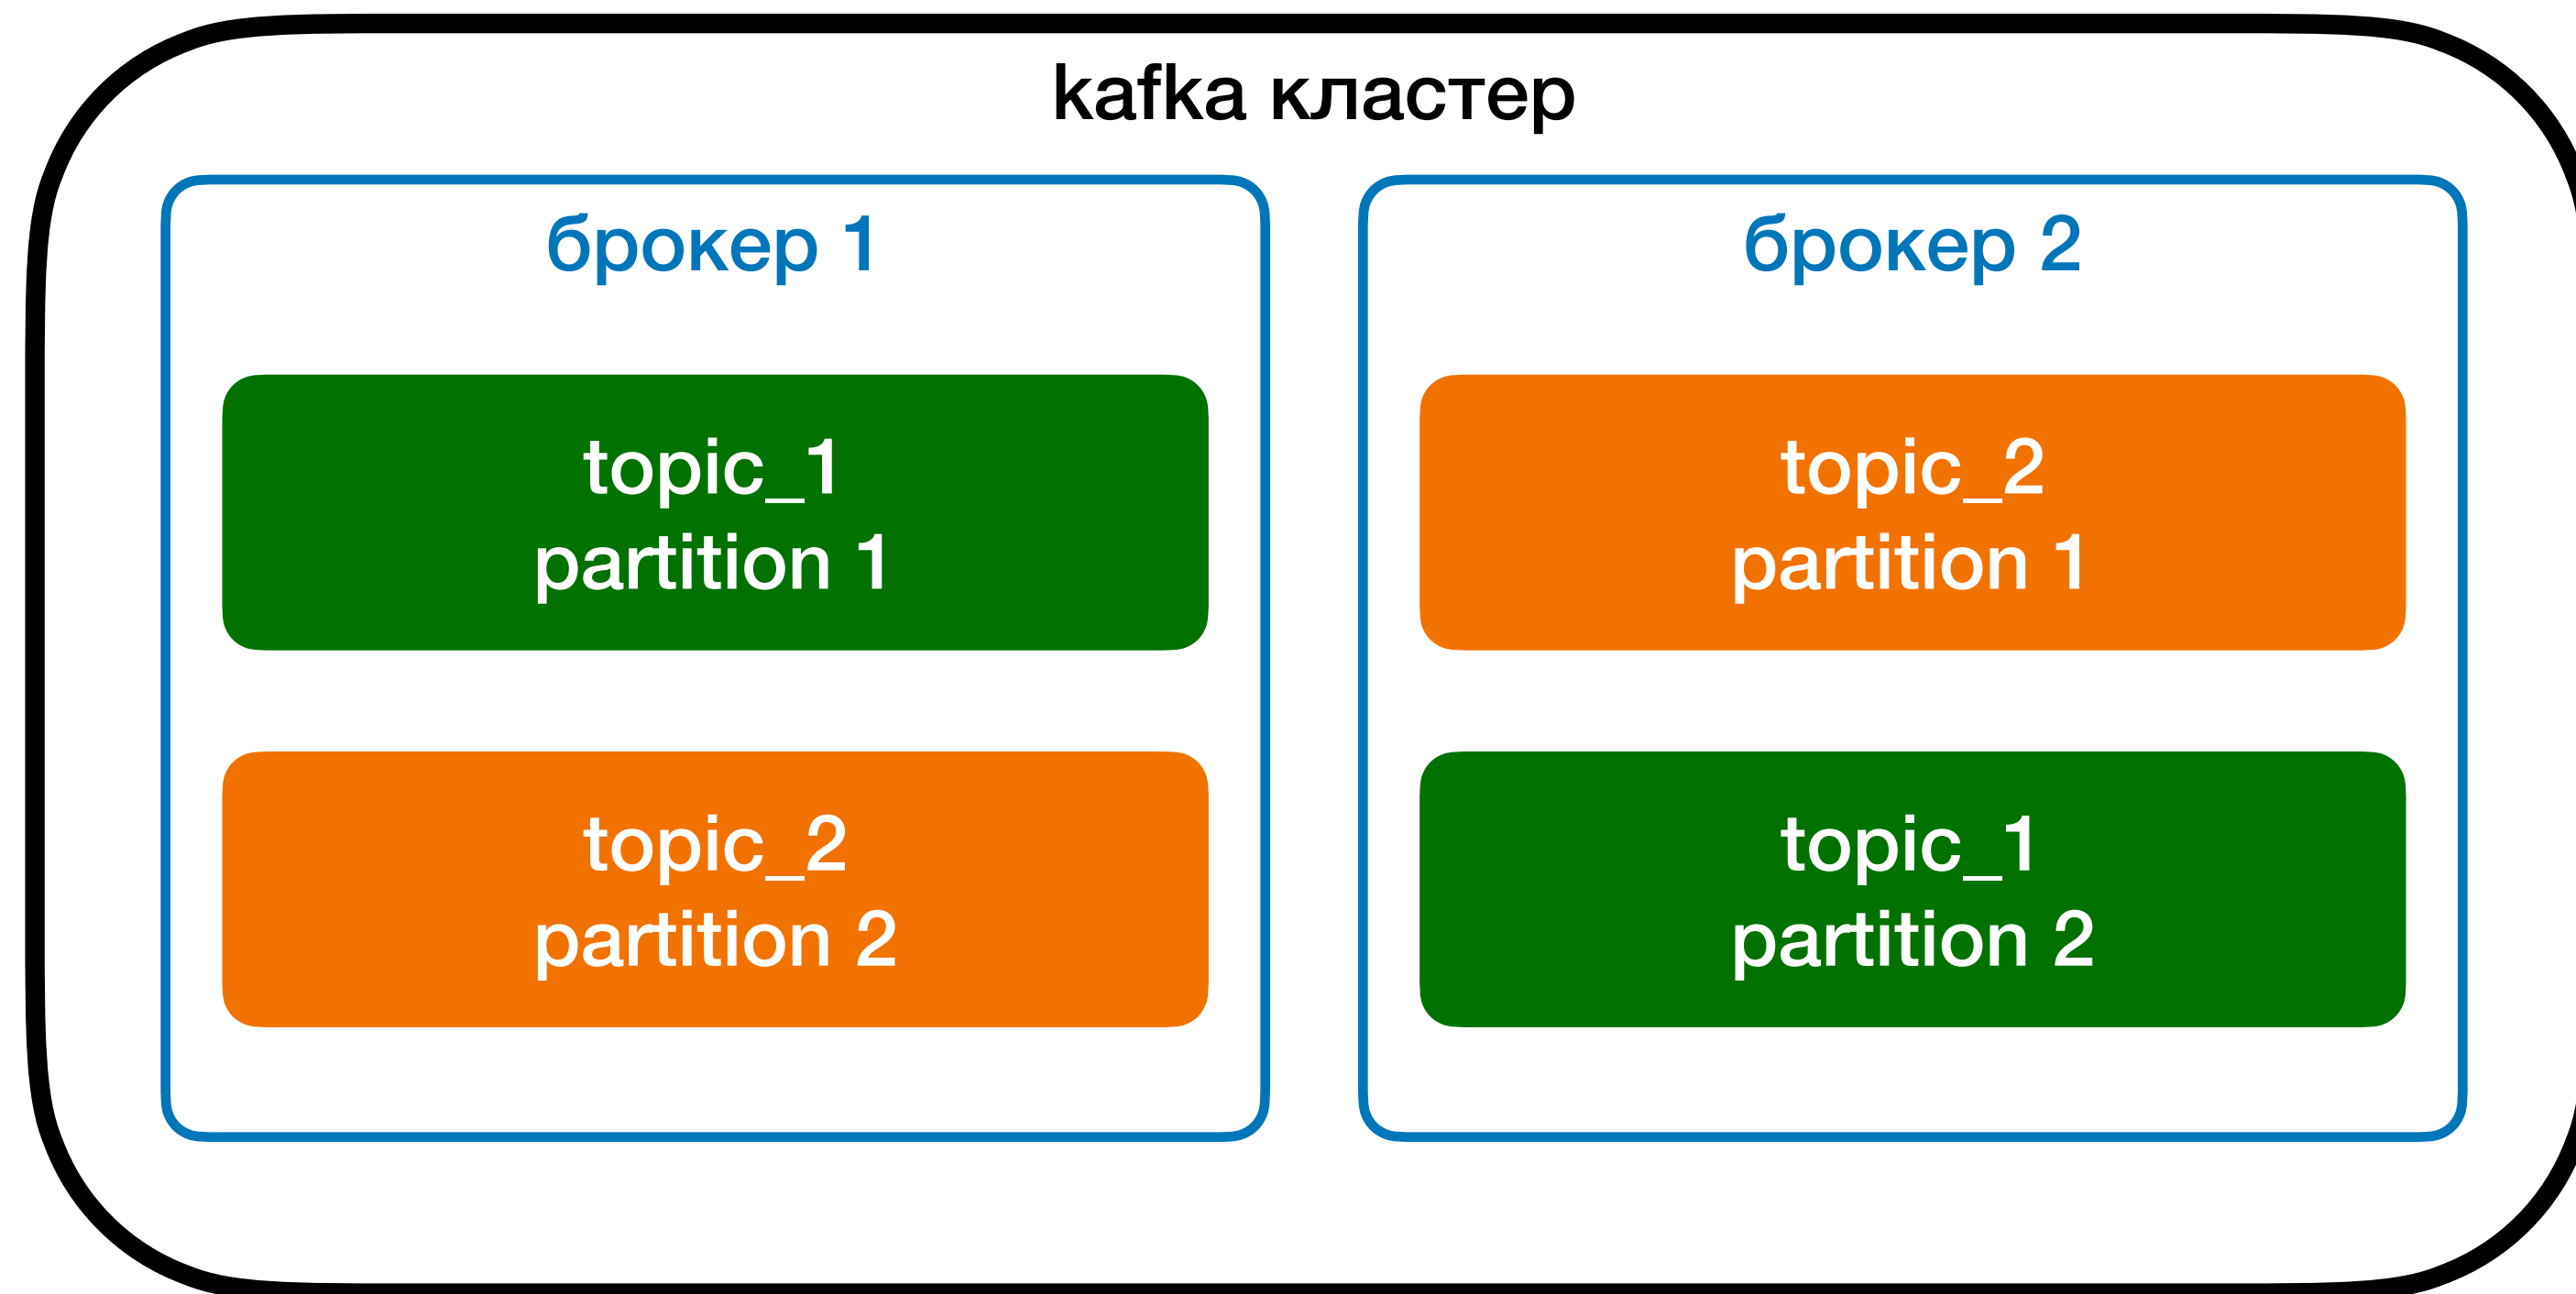 kafka кластер
брокер 1
topic_1
partition 1
topic_2
partition 2
брокер 2
topic_2
partition 1
topic_1
partition 2